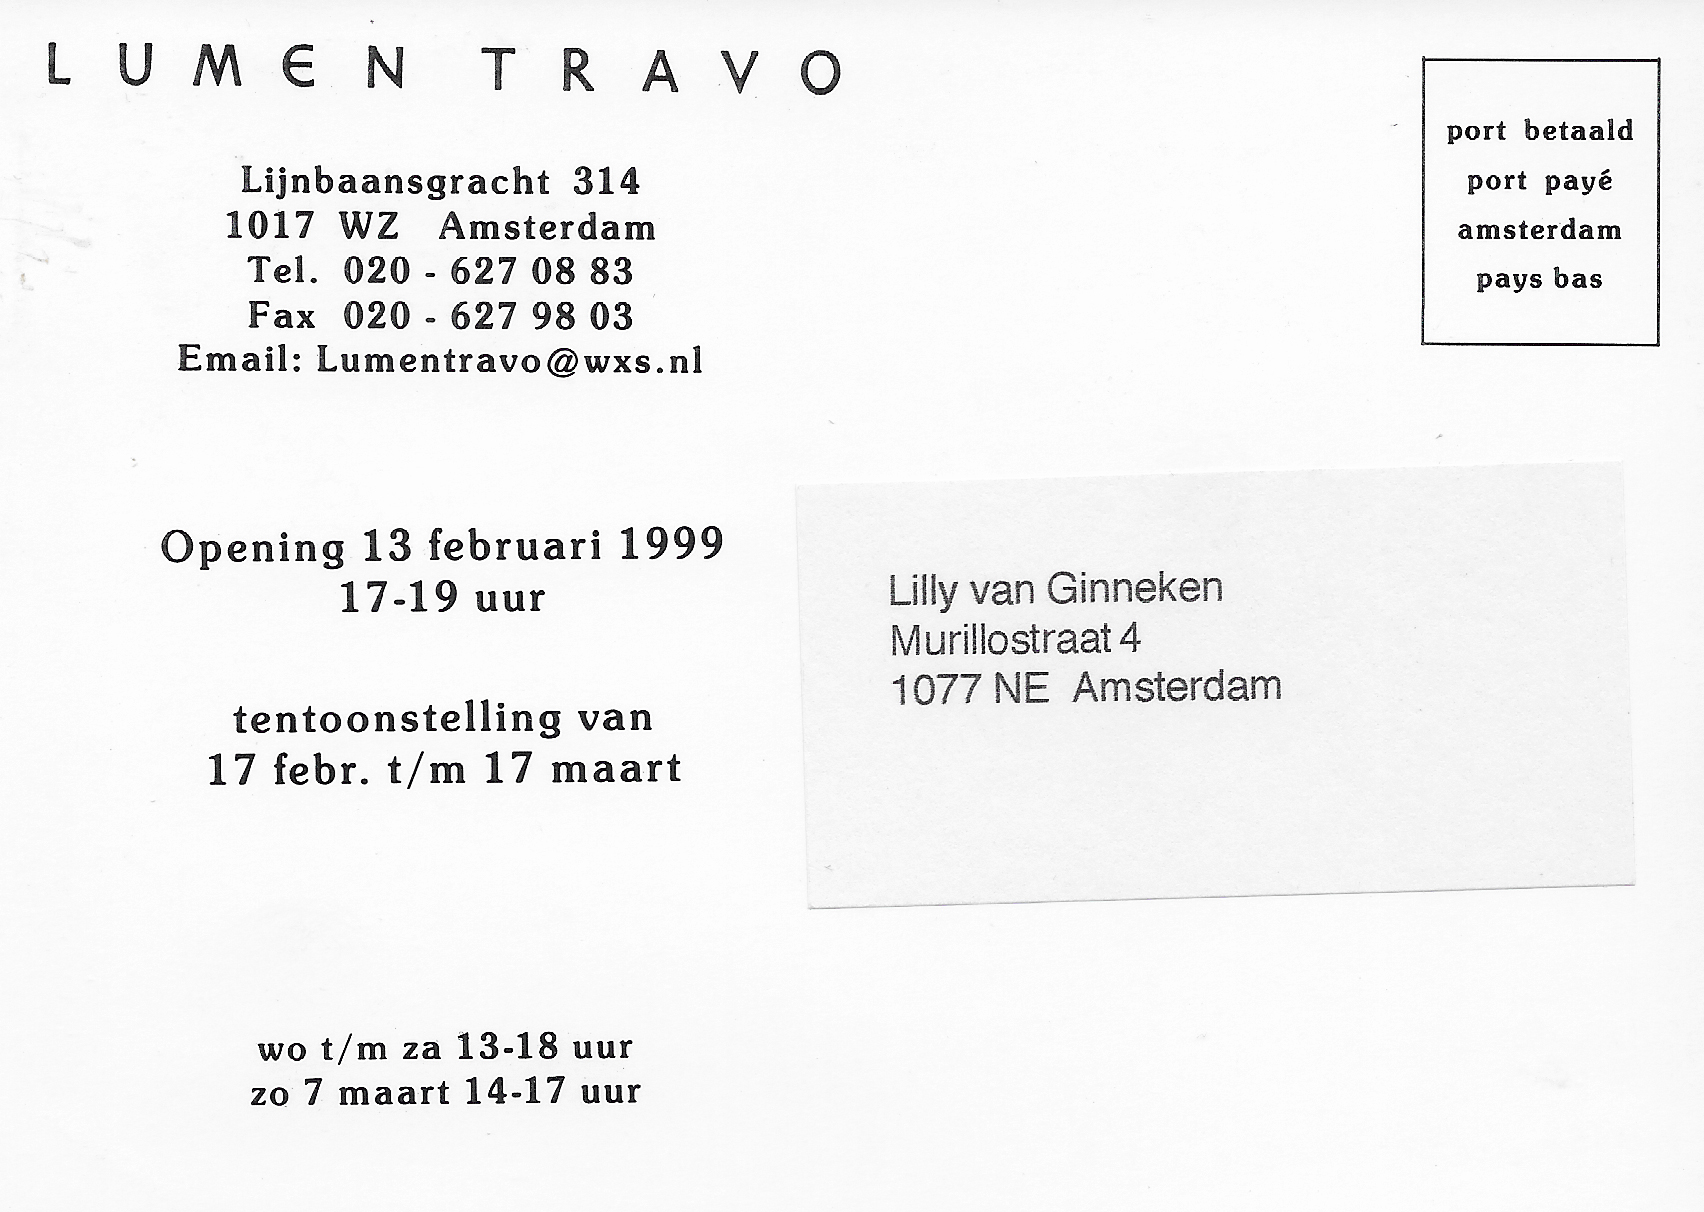 LUMEN TRAVO
Lijnbaansgracht 314
1017 WZ Amsterdam
Tel. 020 - 627 08 83
Fax 020 - 627 98 03
Email: Lumentravo@wxs.nl
Opening 13 februari 1999
17-19 uur
tentoonstelling van
17 febr. t/m 17 maart
wo t/m za 13-18 uur
zo 7 maart 14-17 uur
port betaald
port payé
amsterdam
pays bas
Lilly van Ginneken
Murillostraat 4
1077 NE Amsterdam